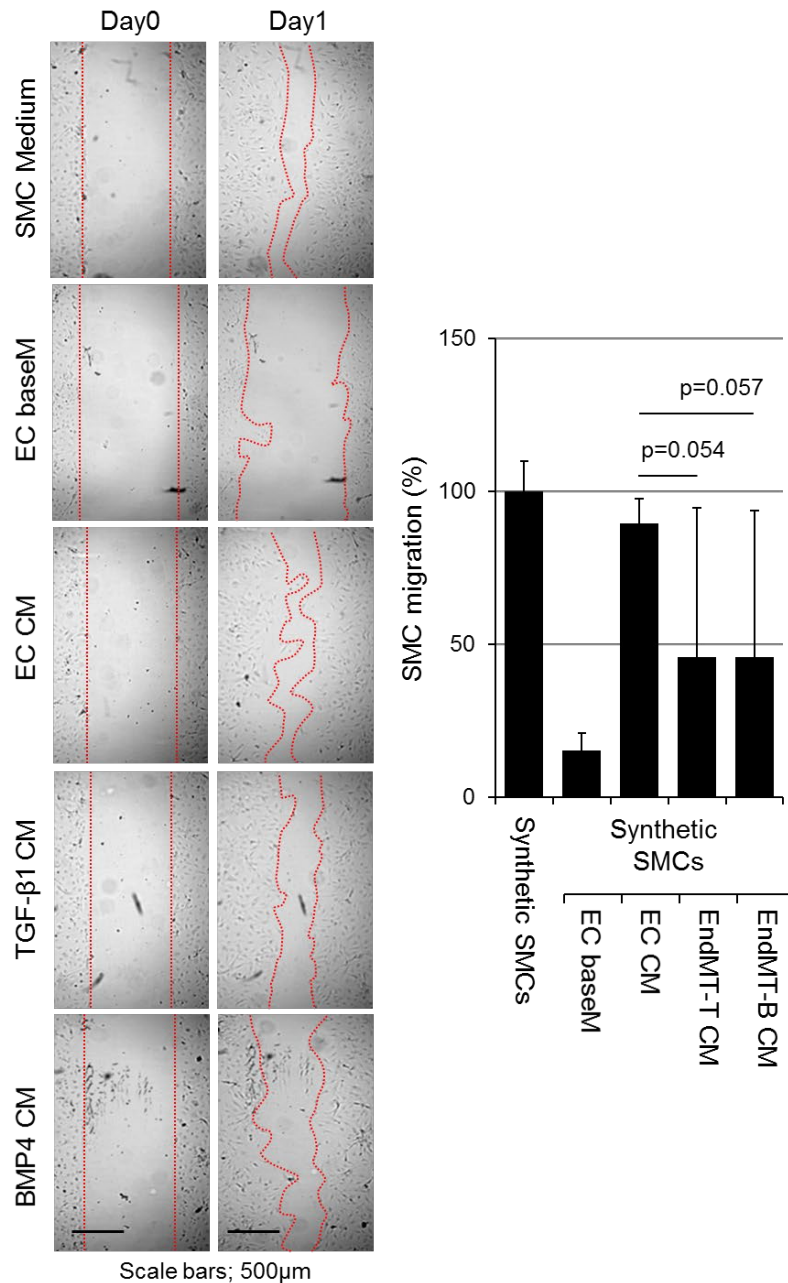 Day0
Day1
SMC Medium
EC baseM
EC CM
TGF-β1 CM
BMP4 CM
Scale bars; 500μm
SMC migration (%)
150
100
50
0
p=0.057
p=0.054
Synthetic SMCs
Synthetic
SMCs
EC baseM
EC CM
EndMT-T CM
EndMT-B CM